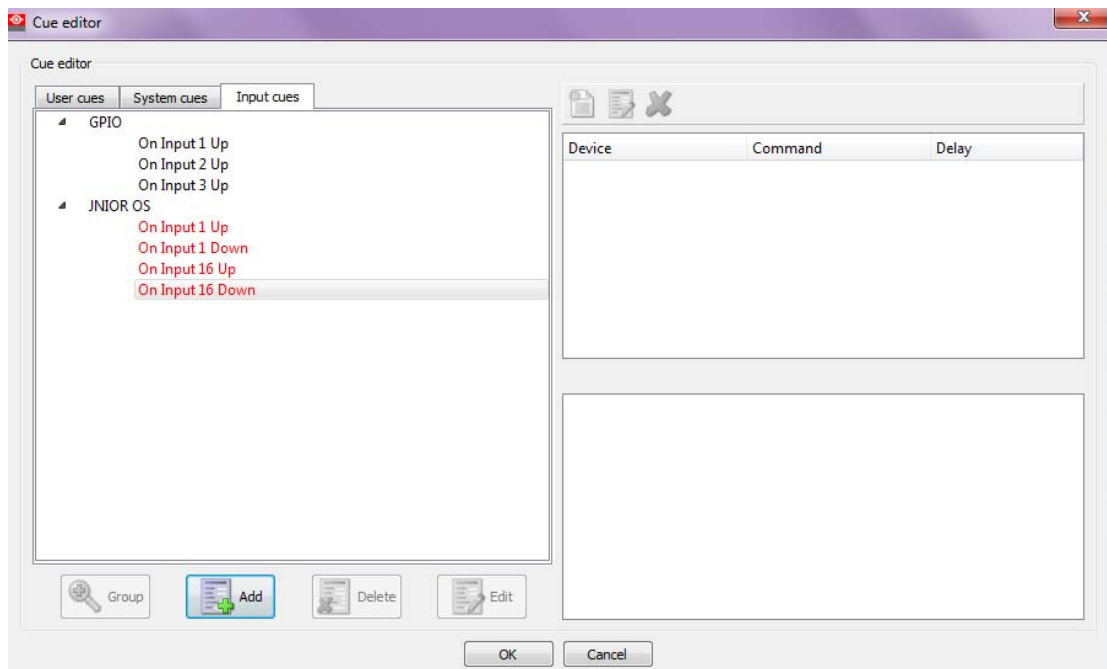 Cue editor
Cue editor
User cues
System cues
Input cues
GPIO
On Input 1 Up
On Input 2 Up
On Input 3 Up
JNIOR OS
On Input 1 Up
On Input 1 Down
On Input 16 Up
On Input 16 Down
Device Command Delay
Group Add Delete Edit
OK Cancel